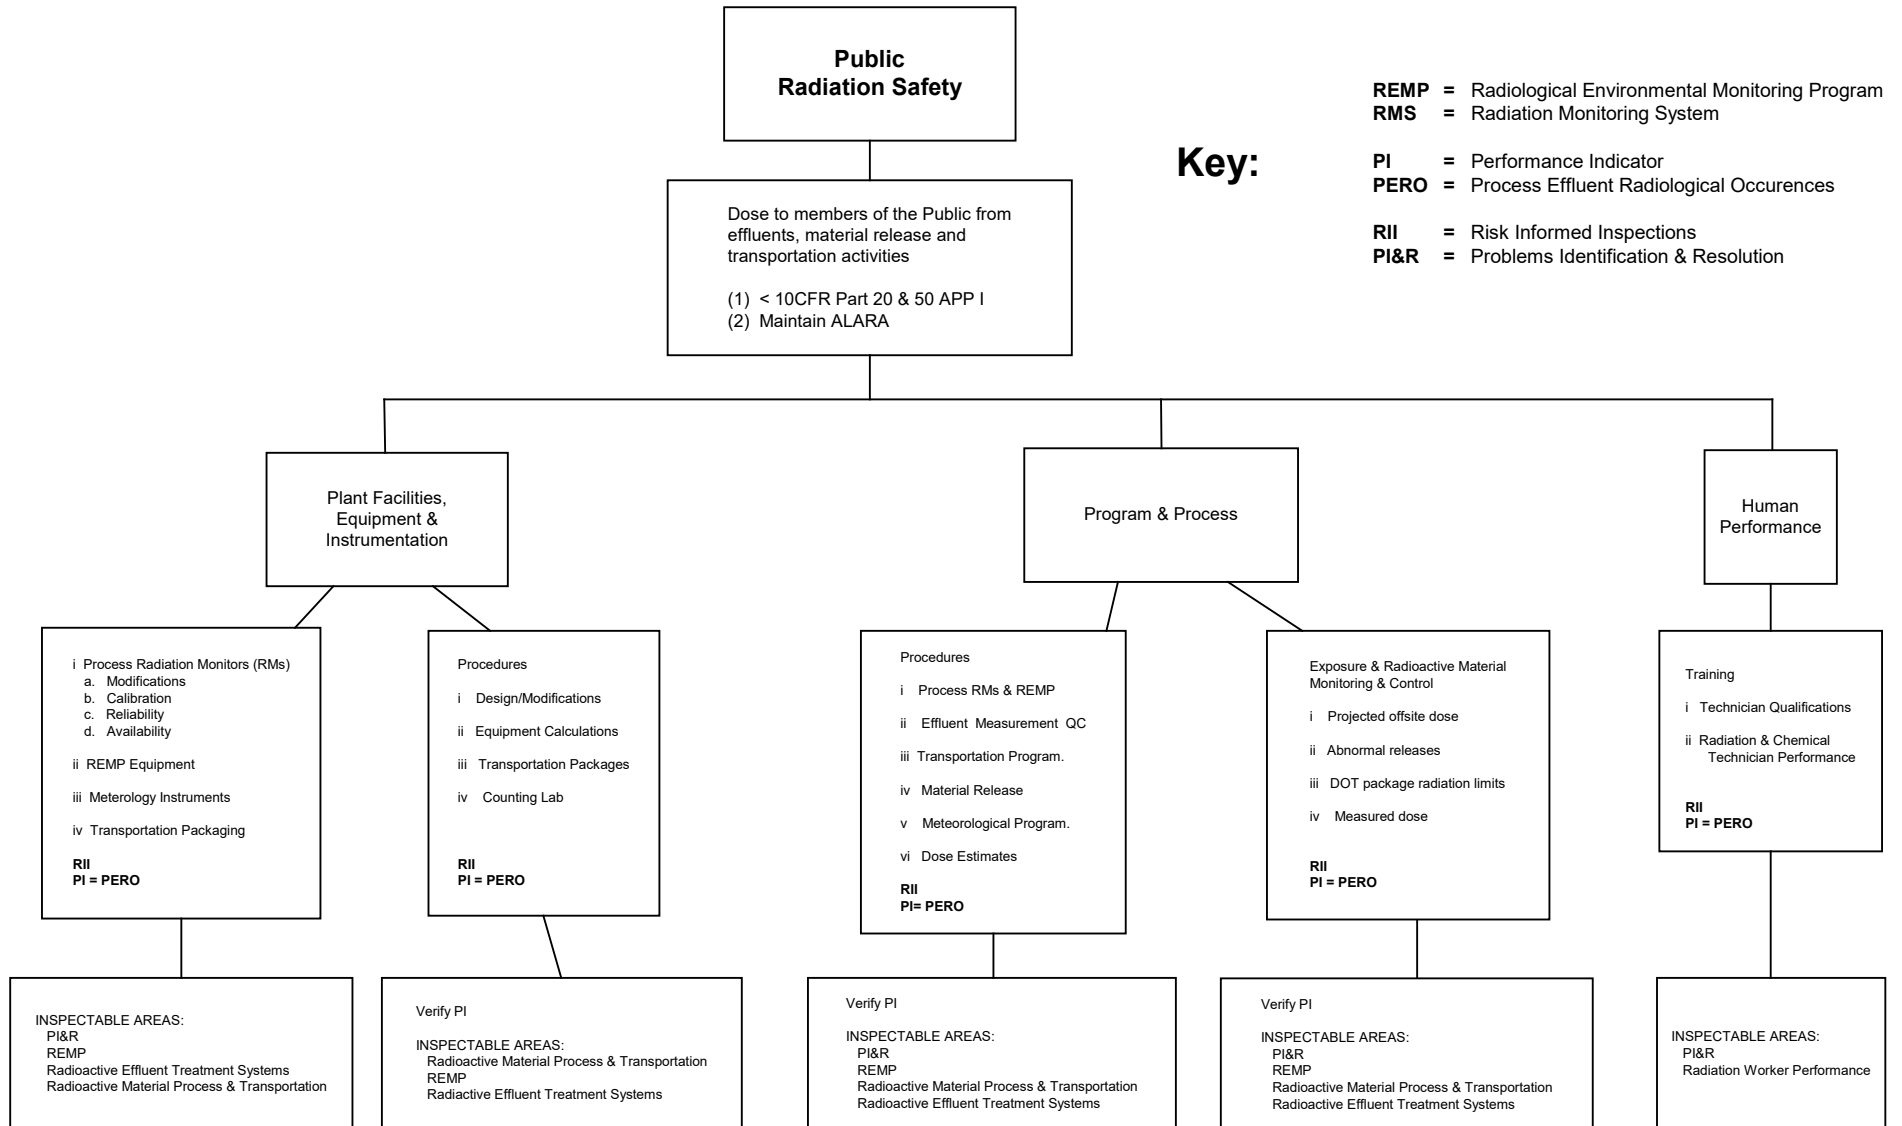 Public
Radiation Safety
REMP = Radiological Environmental Monitoring Program
RMS = Radiation Monitoring System
Key:
PI = Performance Indicator
PERO = Process Effluent Radiological Occurences
RII = Risk Informed Inspections
PI&R = Problems Identification & Resolution
Dose to members of the Public from
effluents, material release and
transportation activities
(1) < 10CFR Part 20 & 50 APP I
(2) Maintain ALARA
Plant Facilities,
Equipment &
Instrumentation
Program & Process
Human
Performance
i Process Radiation Monitors (RMs)
a. Modifications
b. Calibration
c. Reliability
d. Availability
ii REMP Equipment
iii Meterology Instruments
iv Transportation Packaging
RII
PI = PERO
Procedures
i Design/Modifications
ii Equipment Calculations
iii Transportation Packages
iv Counting Lab
RII
PI = PERO
Procedures
i Process RMs & REMP
ii Effluent Measurement QC
iii Transportation Program.
iv Material Release
v Meteorological Program.
vi Dose Estimates
RII
PI= PERO
Exposure & Radioactive Material
Monitoring & Control
i Projected offsite dose
ii Abnormal releases
iii DOT package radiation limits
iv Measured dose
RII
PI = PERO
Training
i Technician Qualifications
ii Radiation & Chemical
Technician Performance
RII
PI = PERO
INSPECTABLE AREAS:
PI&R
REMP
Radioactive Effluent Treatment Systems
Radioactive Material Process & Transportation
Verify PI
INSPECTABLE AREAS:
Radioactive Material Process & Transportation
REMP
Radiactive Effluent Treatment Systems
Verify PI
INSPECTABLE AREAS:
PI&R
REMP
Radioactive Material Process & Transportation
Radioactive Effluent Treatment Systems
Verify PI
INSPECTABLE AREAS:
PI&R
REMP
Radioactive Material Process & Transportation
Radioactive Effluent Treatment Systems
INSPECTABLE AREAS:
PI&R
Radiation Worker Performance